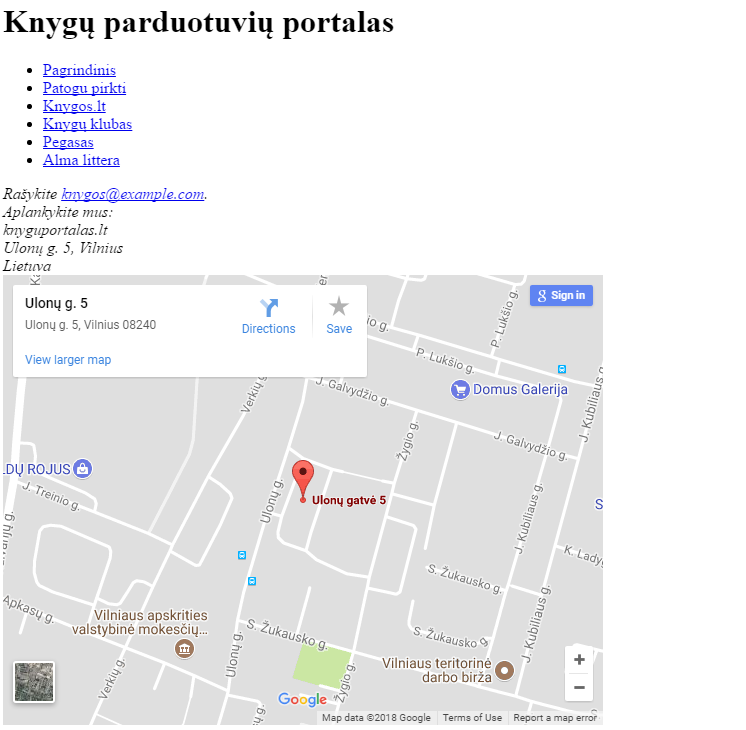 Knygų parduotuvių portalas
Pagrindinis
Patogu pirkti
Knygos.lt
Knygų klubas
Pegasas
Alma littera
Rašykite knygos@example.com.
Aplankykite mus:
knyguportalas.lt
Ulonų g. 5, Vilnius
Lietuva
Ulonų g. 5
Ulonų g. 5, Vilnius 08240
Directions
Save
View larger map
Sign in
P. Lukšio g.
P. Lukšio g.
Domus Galerija
J. Galvydžio g.
J. Galvydžio g.
J. Kubiliaus g.
Verkių g.
Žygio g.
LDŲ ROJUS
J. Treinio g.
Ulonų g.
Ulonų gatvė 5
J. Kubiliaus g.
K. Ladyg
S. Žukausko g.
Apkasų g.
Vilniaus apskrities
valstybinė mokesčių...
S. Žukausko g.
S. Žukausko g.
J. Kubiliaus g.
Ulonų g.
Verkių g.
Žygio g.
Vilniaus teritorinė
darbo birža
Google
Map data ©2018 Google
Terms of Use
Report a map error